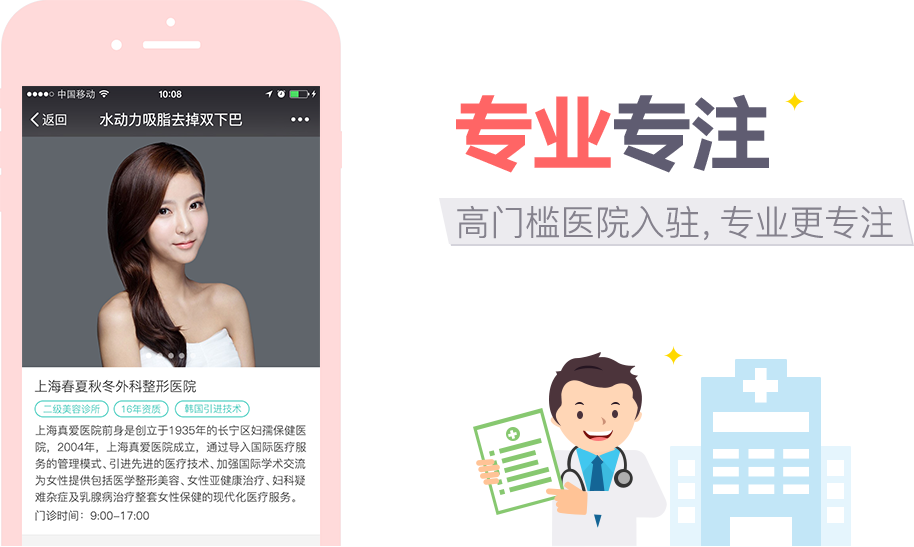 中国移动 10:08
返回 水动力吸脂去掉双下巴
上海春夏秋冬外科整形医院
二级美容诊所 16年资质 韩国引进技术
上海真爱医院前身是创立于1935年的长宁区妇孺保健医
院，2004年，上海真爱医院成立，通过导入国际医疗服
务的管理模式、引进先进的医疗技术、加强国际学术交流
为女性提供包括医学整形美容、女性亚健康治疗、妇科疑
难杂症及乳腺病治疗整套女性保健的现代化医疗服务。
门诊时间：9:00-17:00
专业专注
高门槛医院入驻，专业更专注